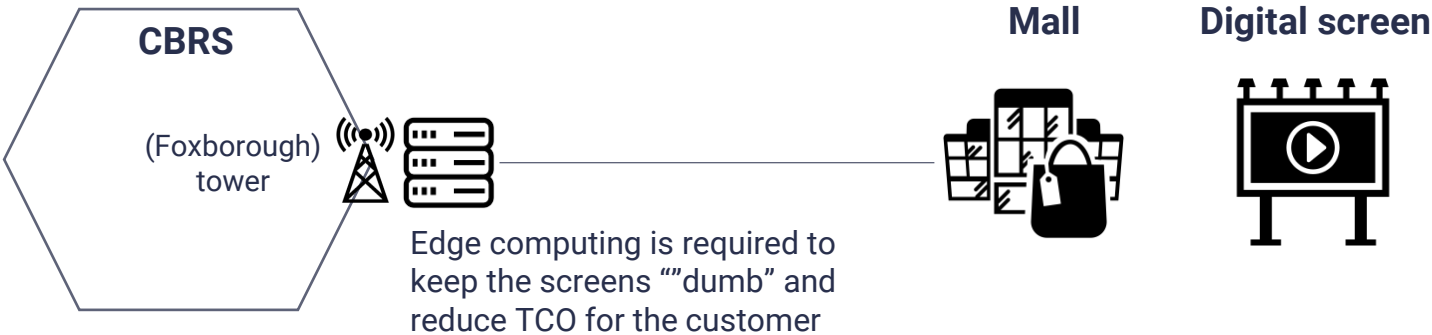 CBRS
(Foxborough)
tower
Mall
Digital screen
Edge computing is required to
keep the screens “”dumb” and
reduce TCO for the customer